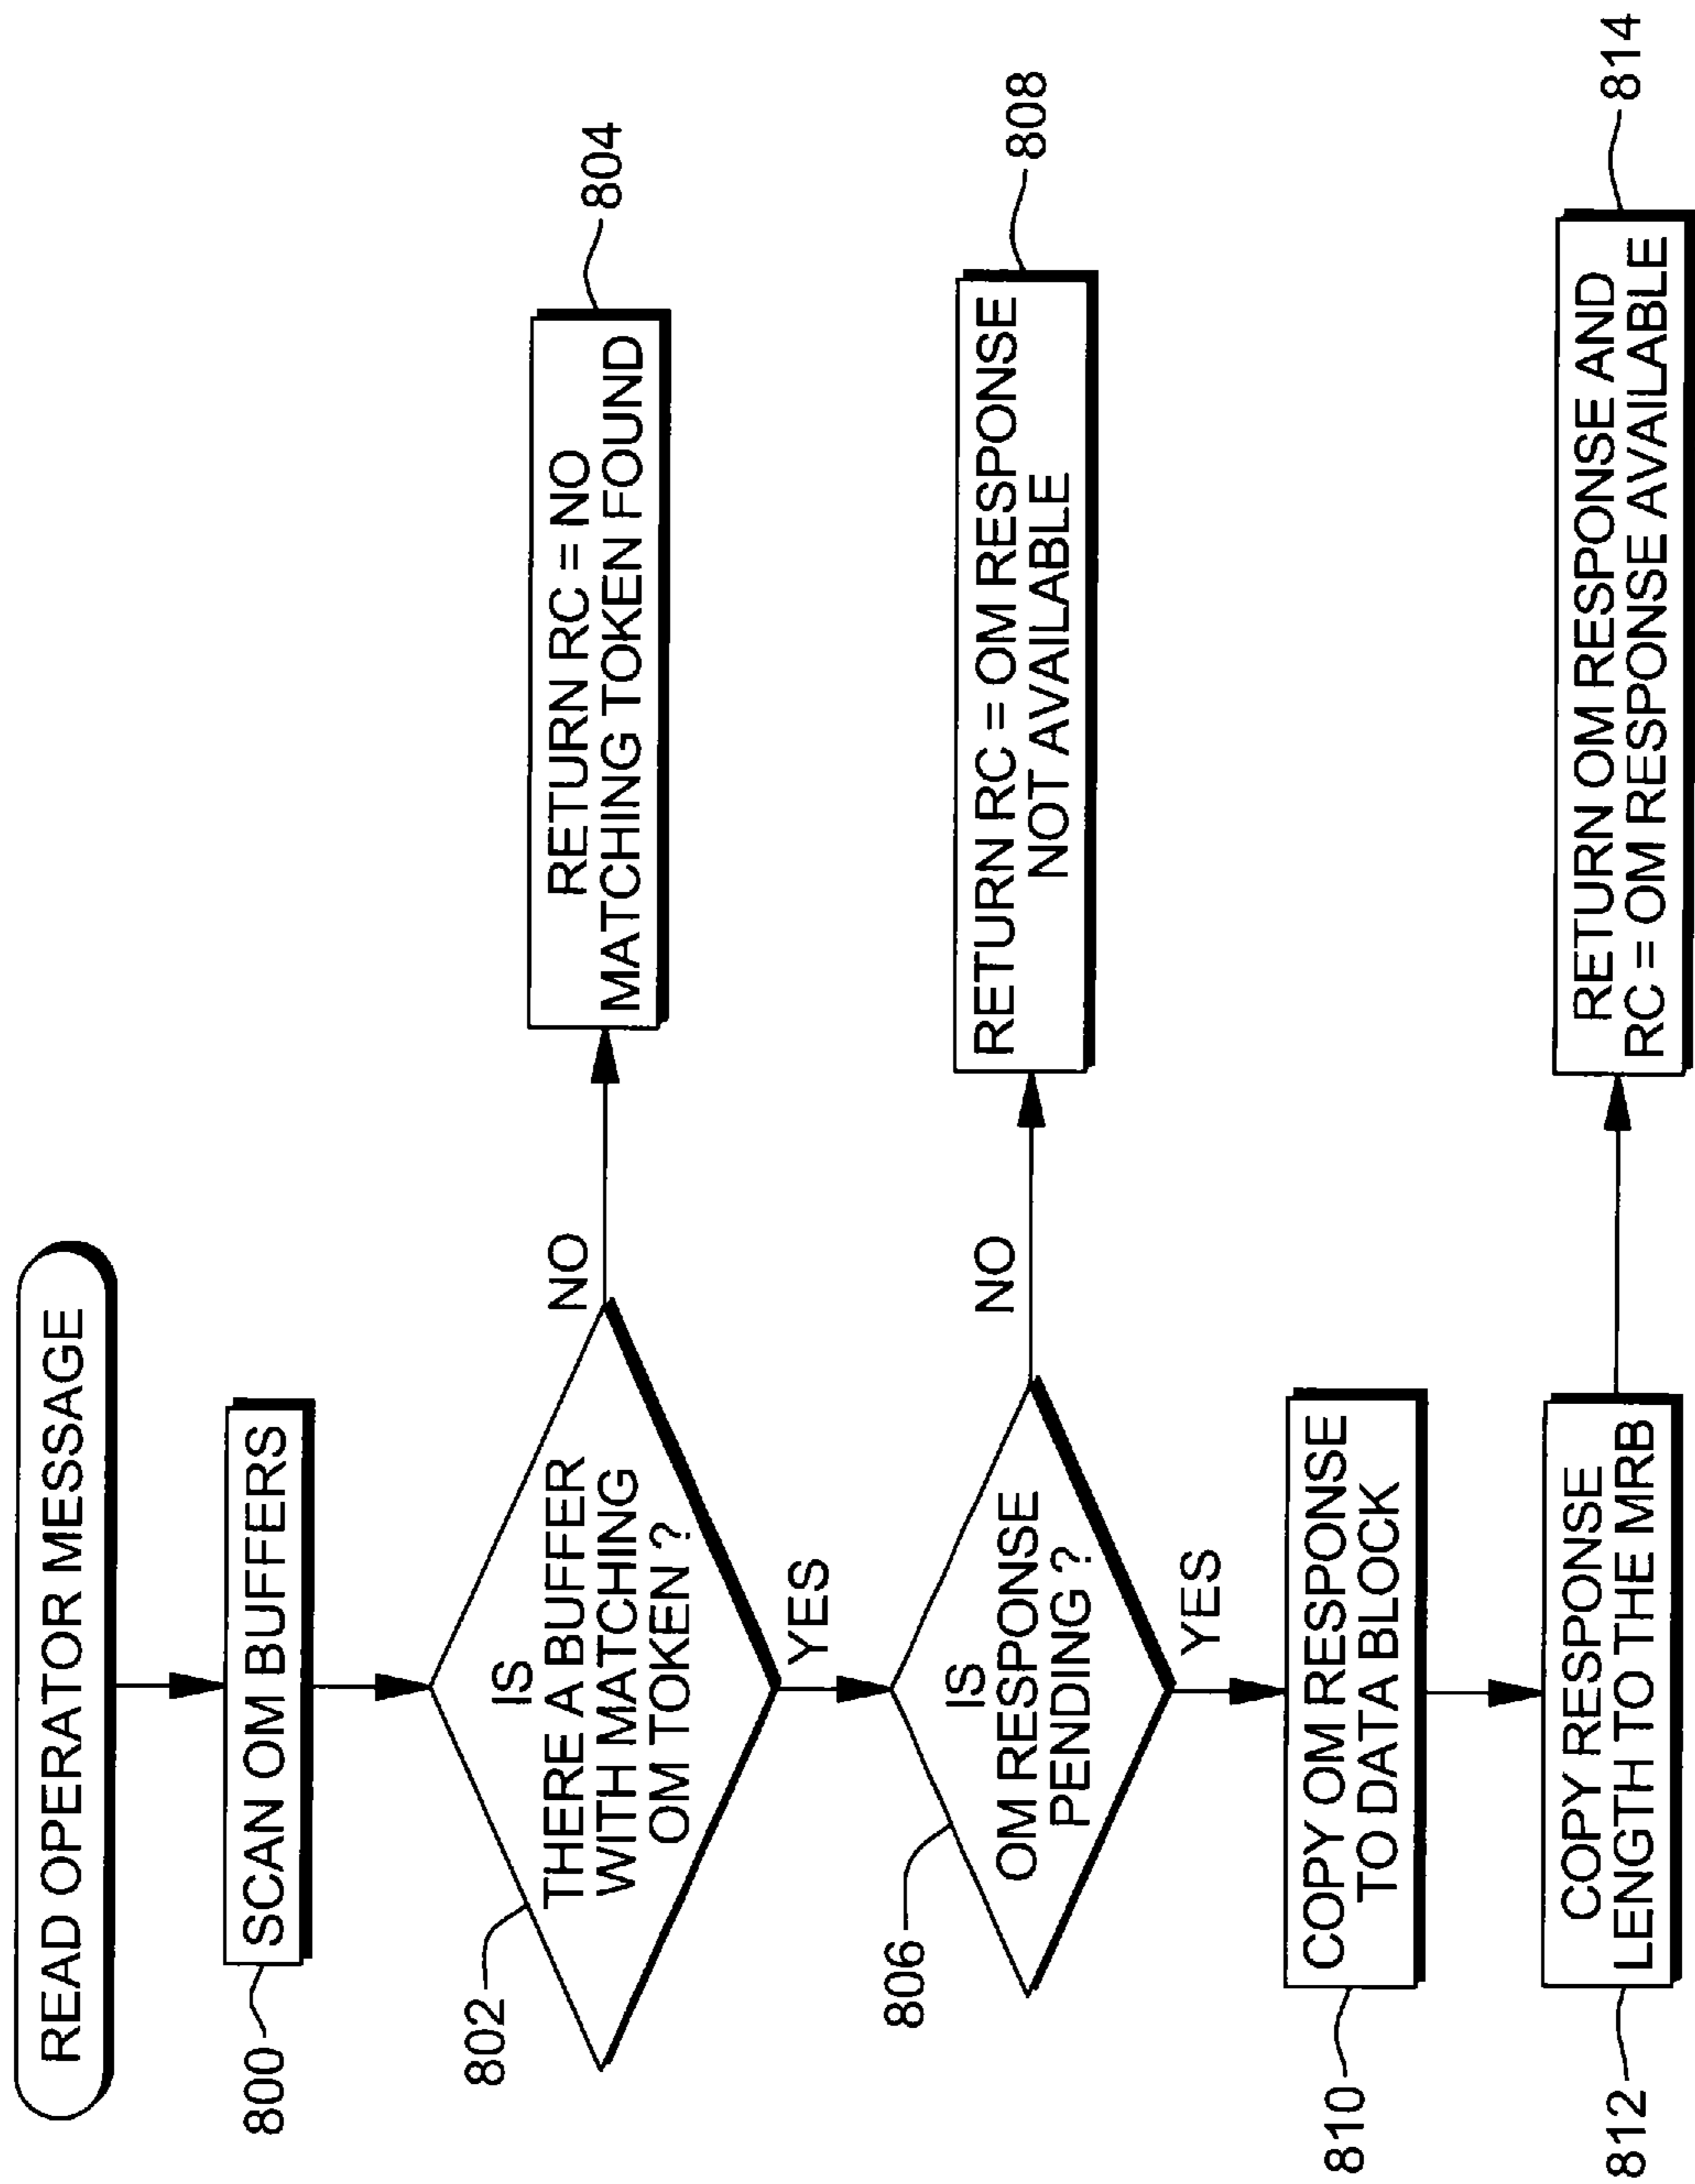 READ OPERATOR MESSAGE
800
SCAN OM BUFFERS
802
IS
THERE A BUFFER
WITH MATCHING
OM TOKEN ?
NO
RETURN RC = NO
MATCHING TOKEN FOUND
804
YES
806
IS
OM RESPONSE
PENDING ?
NO
RETURN RC = OM RESPONSE
NOT AVAILABLE
808
YES
810
COPY OM RESPONSE
TO DATA BLOCK
812
COPY RESPONSE
LENGTH TO THE MRB
RETURN OM RESPONSE AND
RC = OM RESPONSE AVAILABLE
814